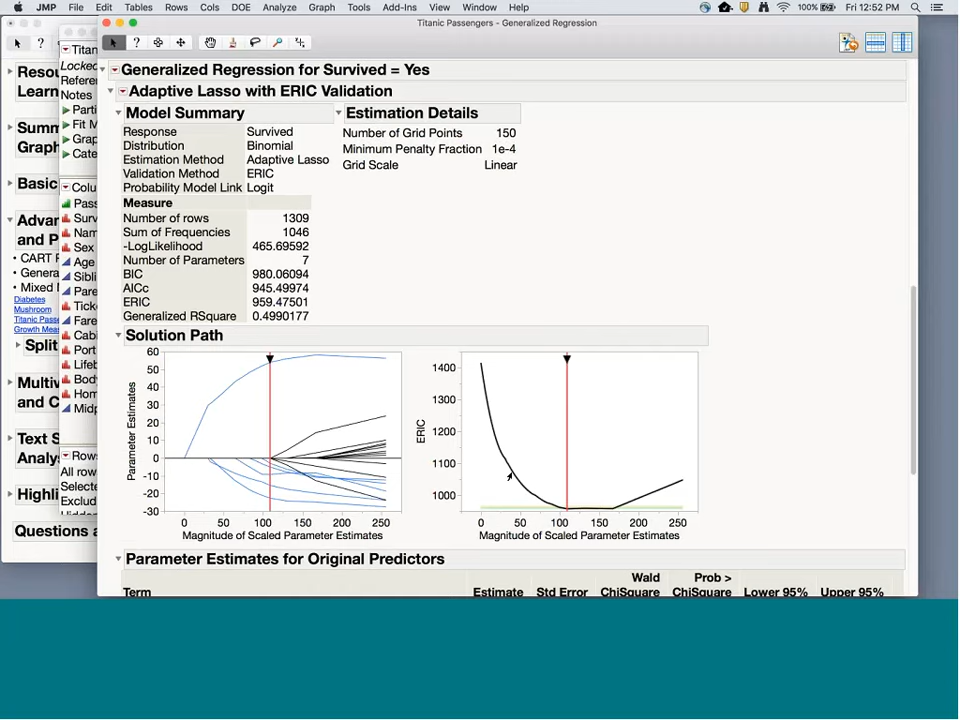 JMP File Edit Tables Rows Cols DOE Analyze Graph Tools Add-Ins View Window Help 100% Fri 12:52 PM
Titanic Passengers - Generalized Regression
Generalized Regression for Survived = Yes
Adaptive Lasso with ERIC Validation
Model Summary
Response Survived
Distribution Binomial
Estimation Method Adaptive Lasso
Validation Method ERIC
Probability Model Link Logit
Measure
Number of rows 1309
Sum of Frequencies 1046
-LogLikelihood 465.69592
Number of Parameters 7
BIC 980.06094
AICc 945.49974
ERIC 959.47501
Generalized RSquare 0.4990177
Estimation Details
Number of Grid Points 150
Minimum Penalty Fraction 1e-4
Grid Scale Linear
Solution Path
Parameter Estimates
60
50
40
30
20
10
0
-10
-20
-30
0 50 100 150 200 250
Magnitude of Scaled Parameter Estimates
ERIC
1400
1300
1200
1100
1000
0 50 100 150 200 250
Magnitude of Scaled Parameter Estimates
Parameter Estimates for Original Predictors
Term Estimate Std Error Wald ChiSquare Prob > ChiSquare Lower 95% Upper 95%
Resou
Learn
Summ
Graph
Basic
Advan
and P
• CART
• Genera
• Mixed
Diabetes
Mushroom
Titanic Passe
Growth Meas
Split
Multiv
and C
Text S
Analys
Highli
Questions a
Titan
Locked
Referen
Notes
Parti
Fit M
Grap
Cate
Colu
Pass
Surv
Nam
Sex
Age
Sibli
Pare
Tick
Fare
Cabi
Port
Lifeb
Body
Hom
Midp
Rows
All row
Selecte
Exclud